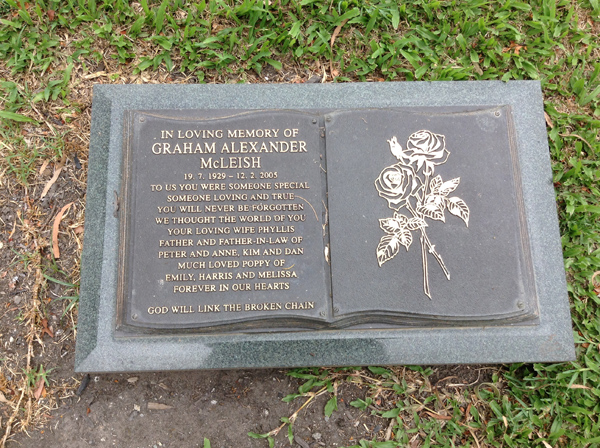 IN LOVING MEMORY OF
GRAHAM ALEXANDER
McLEISH
19. 7. 1929 – 12. 2. 2005
TO US YOU WERE SOMEONE SPECIAL
SOMEONE LOVING AND TRUE
YOU WILL NEVER BE FORGOTTEN
WE THOUGHT THE WORLD OF YOU
YOUR LOVING WIFE PHYLLIS
FATHER AND FATHER-IN-LAW OF
PETER AND ANNE, KIM AND DAN
MUCH LOVED POPPY OF
EMILY, HARRIS AND MELISSA
FOREVER IN OUR HEARTS
GOD WILL LINK THE BROKEN CHAIN